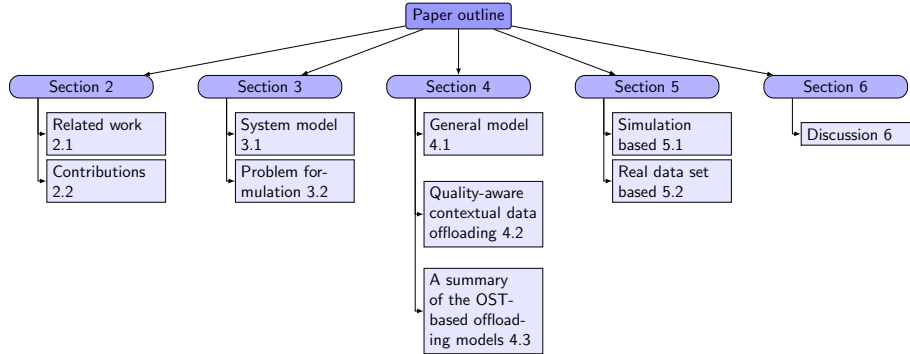 Paper outline
Section 2
Section 3
Section 4
Section 5
Section 6
Related work
2.1
Contributions
2.2
System model
3.1
Problem for-
mulation 3.2
General model
4.1
Quality-aware
contextual data
offloading 4.2
A summary
of the OST-
based offload-
ing models 4.3
Simulation
based 5.1
Real data set
based 5.2
Discussion 6